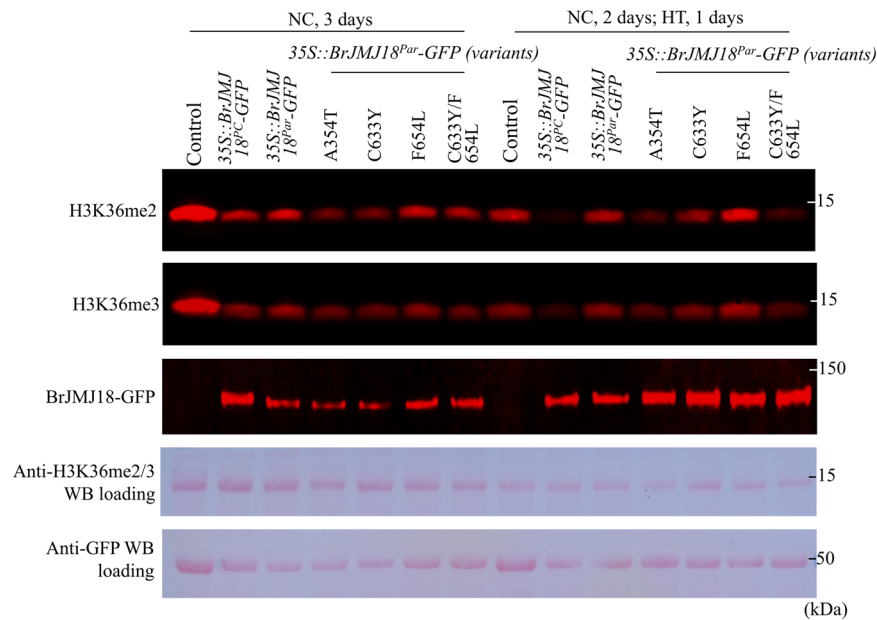 NC, 3 days
NC, 2 days; HT, 1 days
35S::BrJMJ18Par-GFP (variants)
35S::BrJMJ18Par-GFP (variants)
Control
35S::BrJMJ
18PC-GFP
35S::BrJMJ
18Par-GFP
A354T
C633Y
F654L
C633Y/F
654L
Control
35S::BrJMJ
18PC-GFP
35S::BrJMJ
18Par-GFP
A354T
C633Y
F654L
C633Y/F
654L
H3K36me2
15
H3K36me3
15
BrJMJ18-GFP
150
Anti-H3K36me2/3
WB loading
15
Anti-GFP WB
loading
50
(kDa)